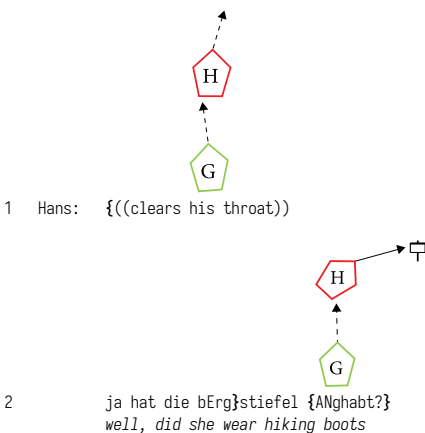 H
G
1 Hans: {((clears his throat))
H
G
2 ja hat die bErg}stiefel {ANghabt?}
well, did she wear hiking boots